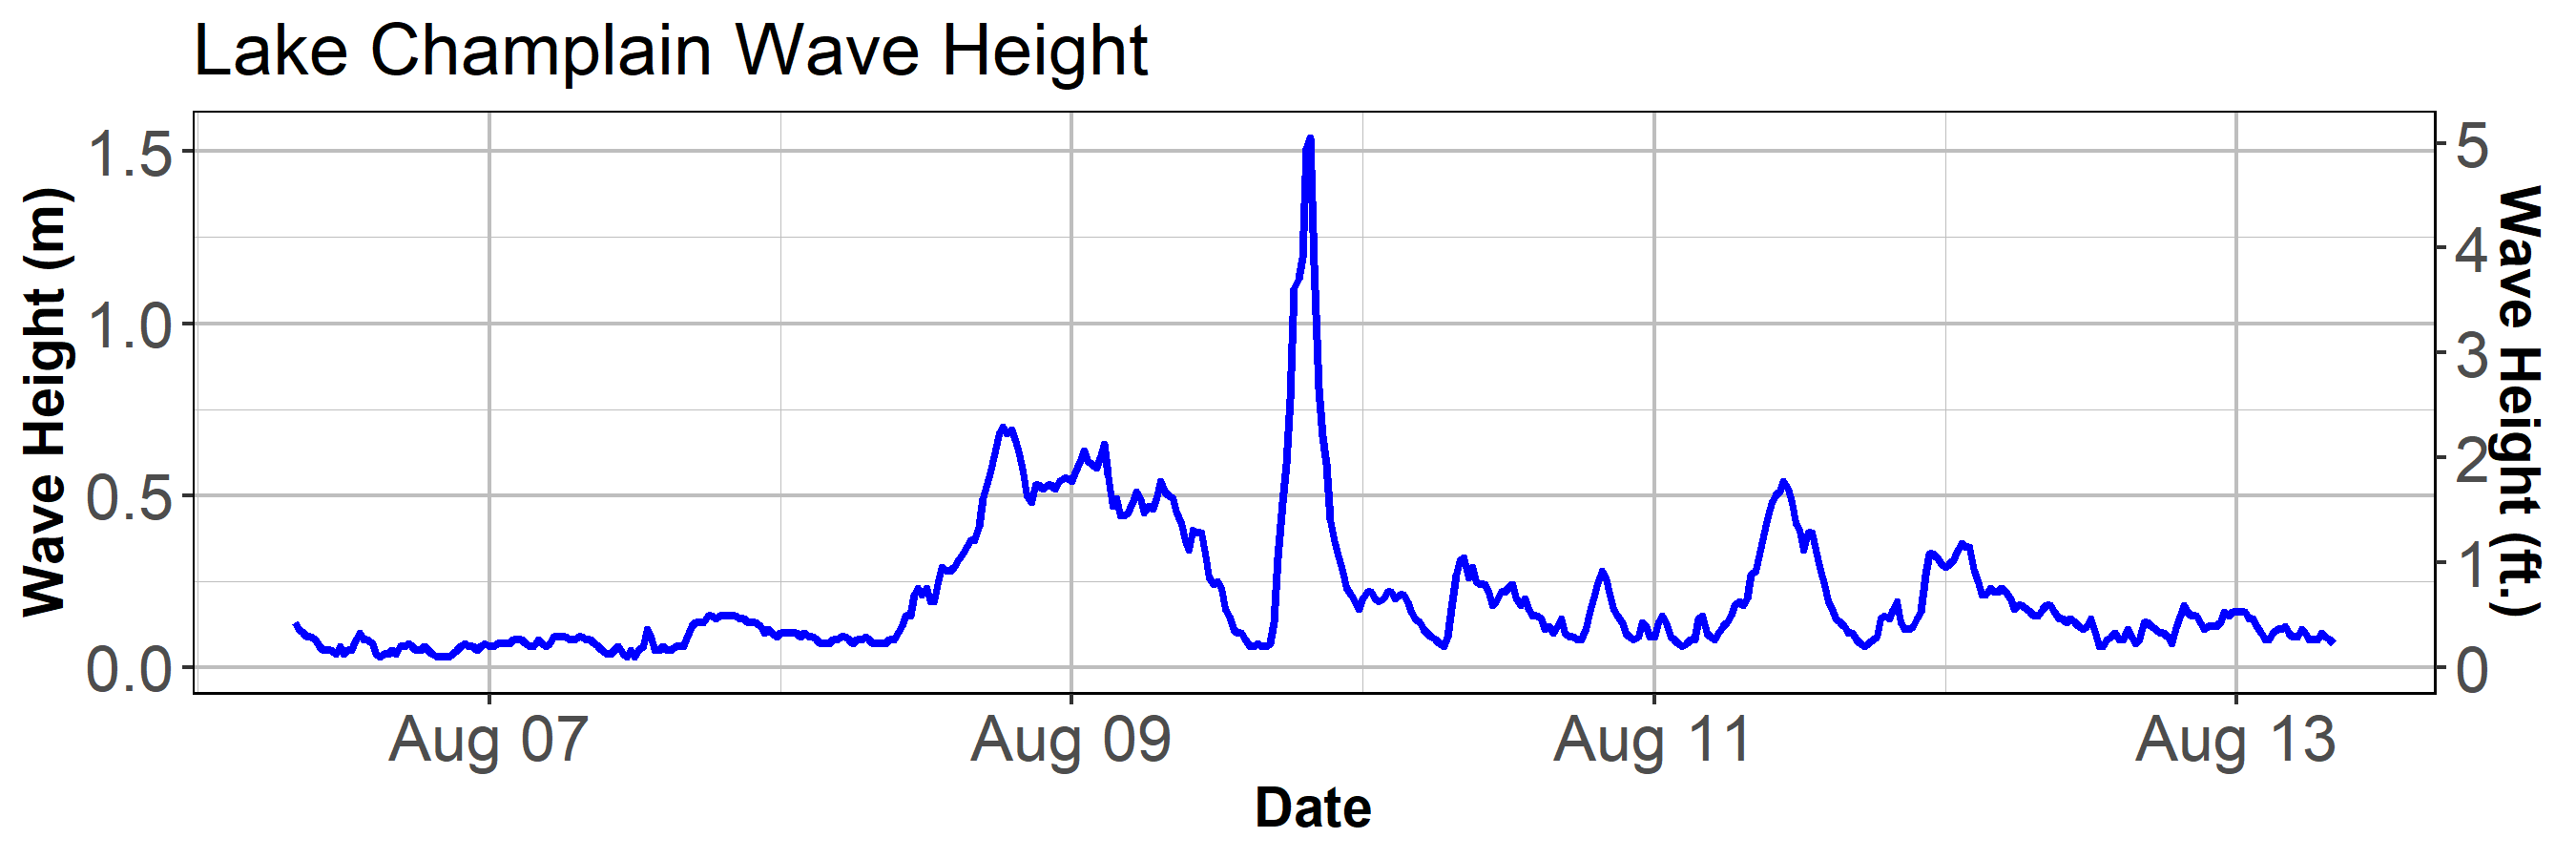 Lake Champlain Wave Height
Wave Height (m)
1.5
1.0
0.5
0.0
5
4
3
2
1
0
Wave Height (ft.)
Aug 07
Aug 09
Aug 11
Aug 13
Date